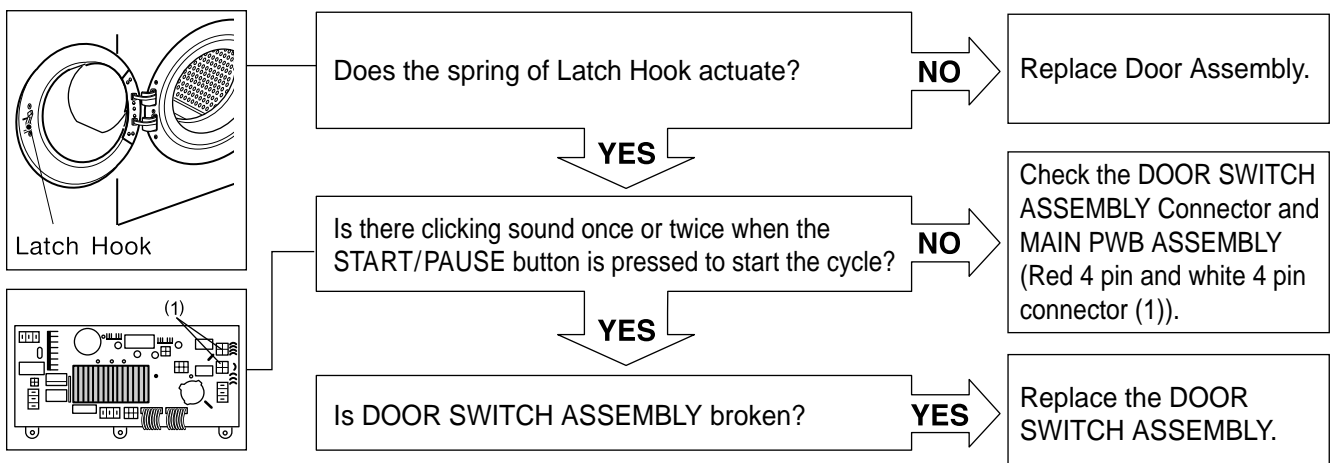 Latch Hook
Does the spring of Latch Hook actuate?
NO
Replace Door Assembly.
YES
Is there clicking sound once or twice when the
START/PAUSE button is pressed to start the cycle?
NO
Check the DOOR SWITCH
ASSEMBLY Connector and
MAIN PWB ASSEMBLY
(Red 4 pin and white 4 pin
connector (1)).
(1)
YES
Is DOOR SWITCH ASSEMBLY broken?
YES
Replace the DOOR
SWITCH ASSEMBLY.